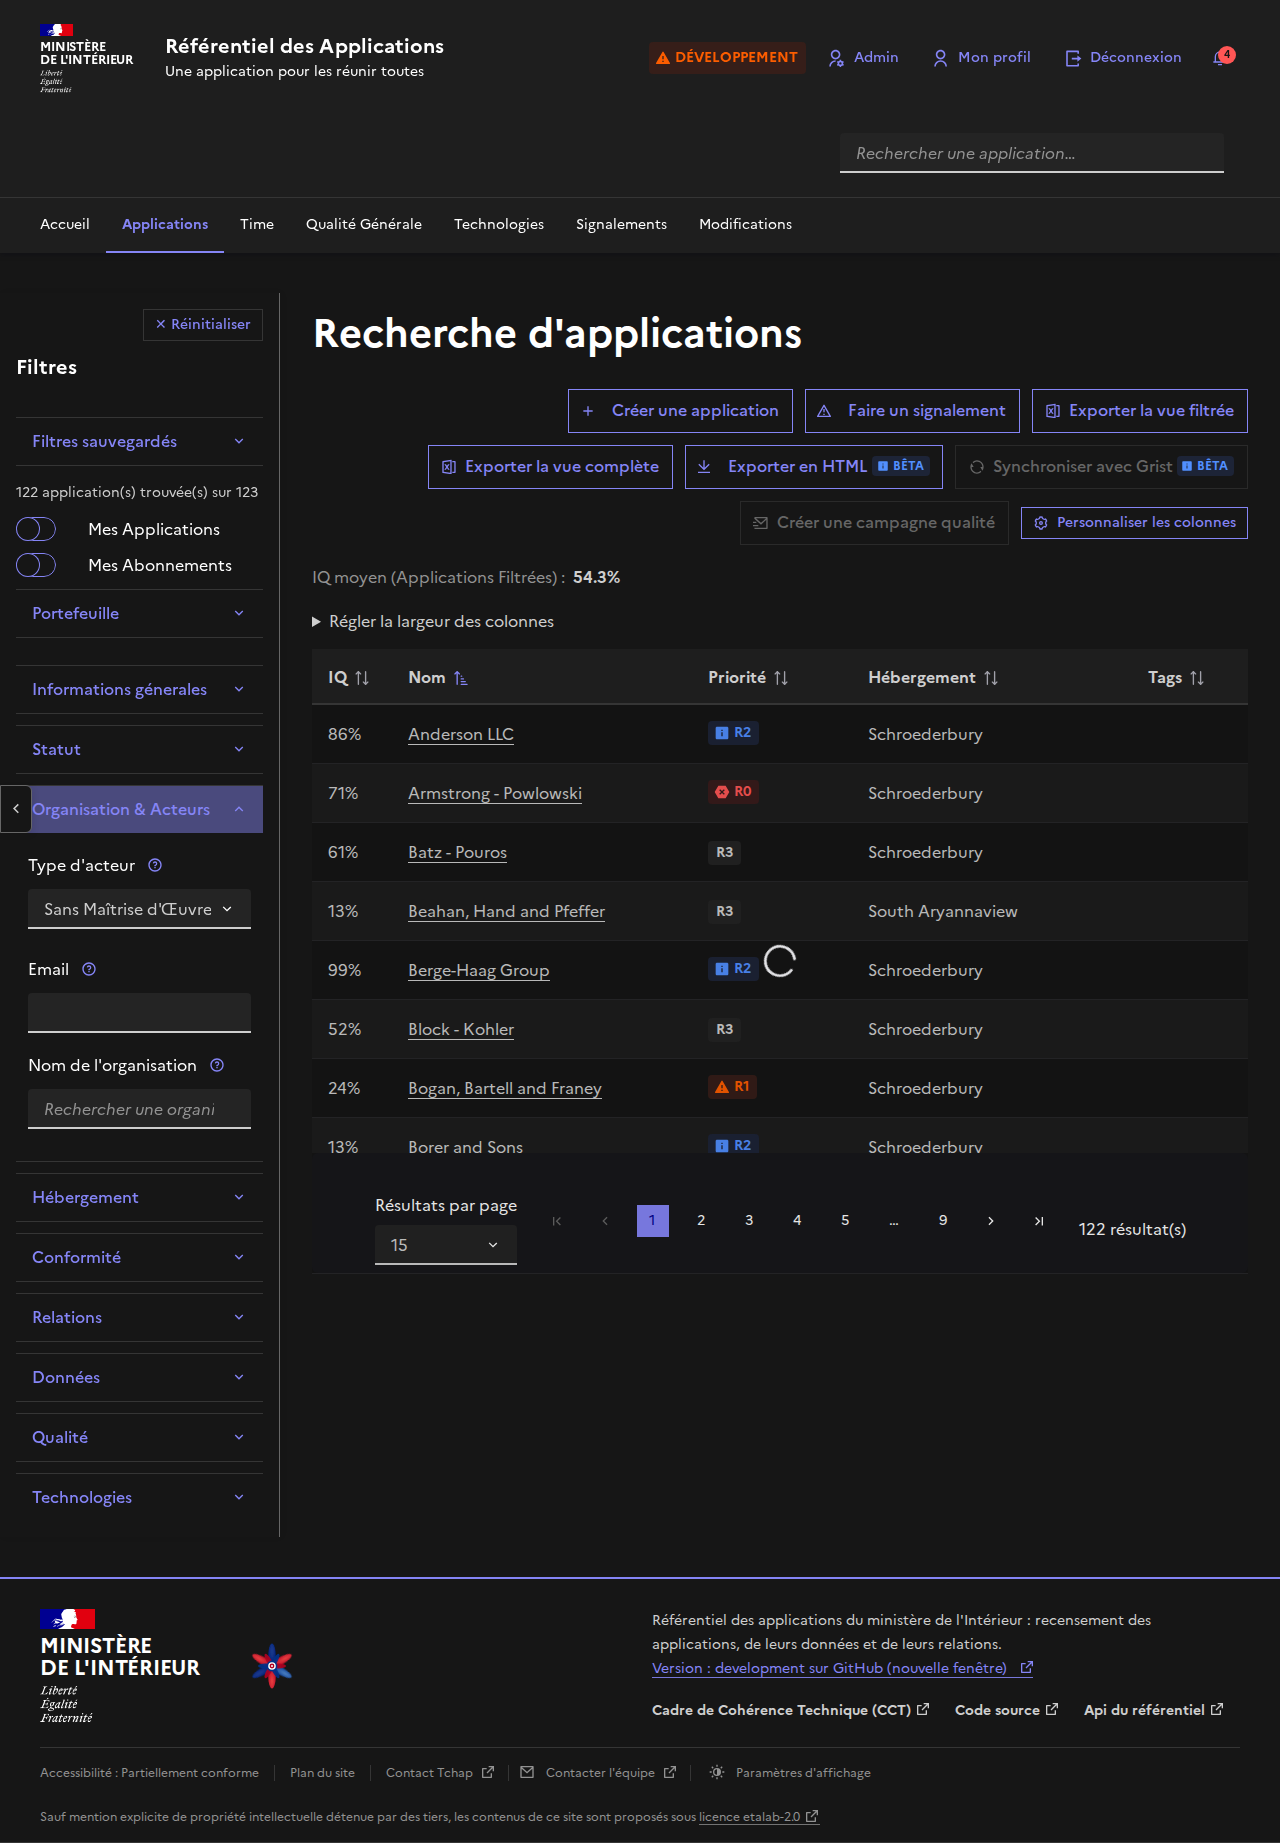 MINISTÈRE
DE L'INTÉRIEUR
Liberté
Égalité
Fraternité
Référentiel des Applications
Une application pour les réunir toutes
DÉVELOPPEMENT
Admin
Mon profil
Déconnexion
4
Rechercher une application…
Accueil
Applications
Time
Qualité Générale
Technologies
Signalements
Modifications
Réinitialiser
Filtres
Filtres sauvegardés
122 application(s) trouvée(s) sur 123
Mes Applications
Mes Abonnements
Portefeuille
Informations génerales
Statut
Organisation & Acteurs
Type d'acteur
Sans Maîtrise d'Œuvre
Email
Nom de l'organisation
Rechercher une organi
Hébergement
Conformité
Relations
Données
Qualité
Technologies
Recherche d'applications
Créer une application
Faire un signalement
Exporter la vue filtrée
Exporter la vue complète
Exporter en HTML BÊTA
Synchroniser avec Grist BÊTA
Créer une campagne qualité
Personnaliser les colonnes
IQ moyen (Applications Filtrées) : 54.3%
Régler la largeur des colonnes
IQ Nom Priorité Hébergement Tags
86% Anderson LLC R2 Schroederbury
71% Armstrong - Powlowski R0 Schroederbury
61% Batz - Pouros R3 Schroederbury
13% Beahan, Hand and Pfeffer R3 South Aryannaview
99% Berge-Haag Group R2 Schroederbury
52% Block - Kohler R3 Schroederbury
24% Bogan, Bartell and Franey R1 Schroederbury
13% Borer and Sons R2 Schroederbury
Résultats par page
15
1 2 3 4 5 … 9
122 résultat(s)
MINISTÈRE
DE L'INTÉRIEUR
Liberté
Égalité
Fraternité
Référentiel des applications du ministère de l'Intérieur : recensement des
applications, de leurs données et de leurs relations.
Version : development sur GitHub (nouvelle fenêtre)
Cadre de Cohérence Technique (CCT)
Code source
Api du référentiel
Accessibilité : Partiellement conforme
Plan du site
Contact Tchap
Contacter l'équipe
Paramètres d'affichage
Sauf mention explicite de propriété intellectuelle détenue par des tiers, les contenus de ce site sont proposés sous licence etalab-2.0